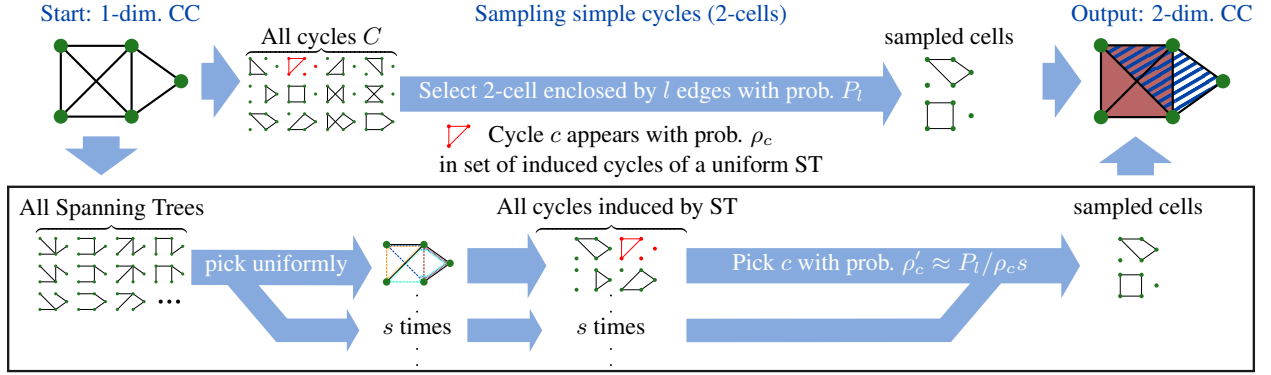 Start: 1-dim. CC
Sampling simple cycles (2-cells)
Output: 2-dim. CC
All cycles C
sampled cells
Select 2-cell enclosed by l edges with prob. P_l
Cycle c appears with prob. ρ_c
in set of induced cycles of a uniform ST
All Spanning Trees
All cycles induced by ST
sampled cells
pick uniformly
Pick c with prob. ρ′_c ≈ P_l/ρ_c s
s times
s times